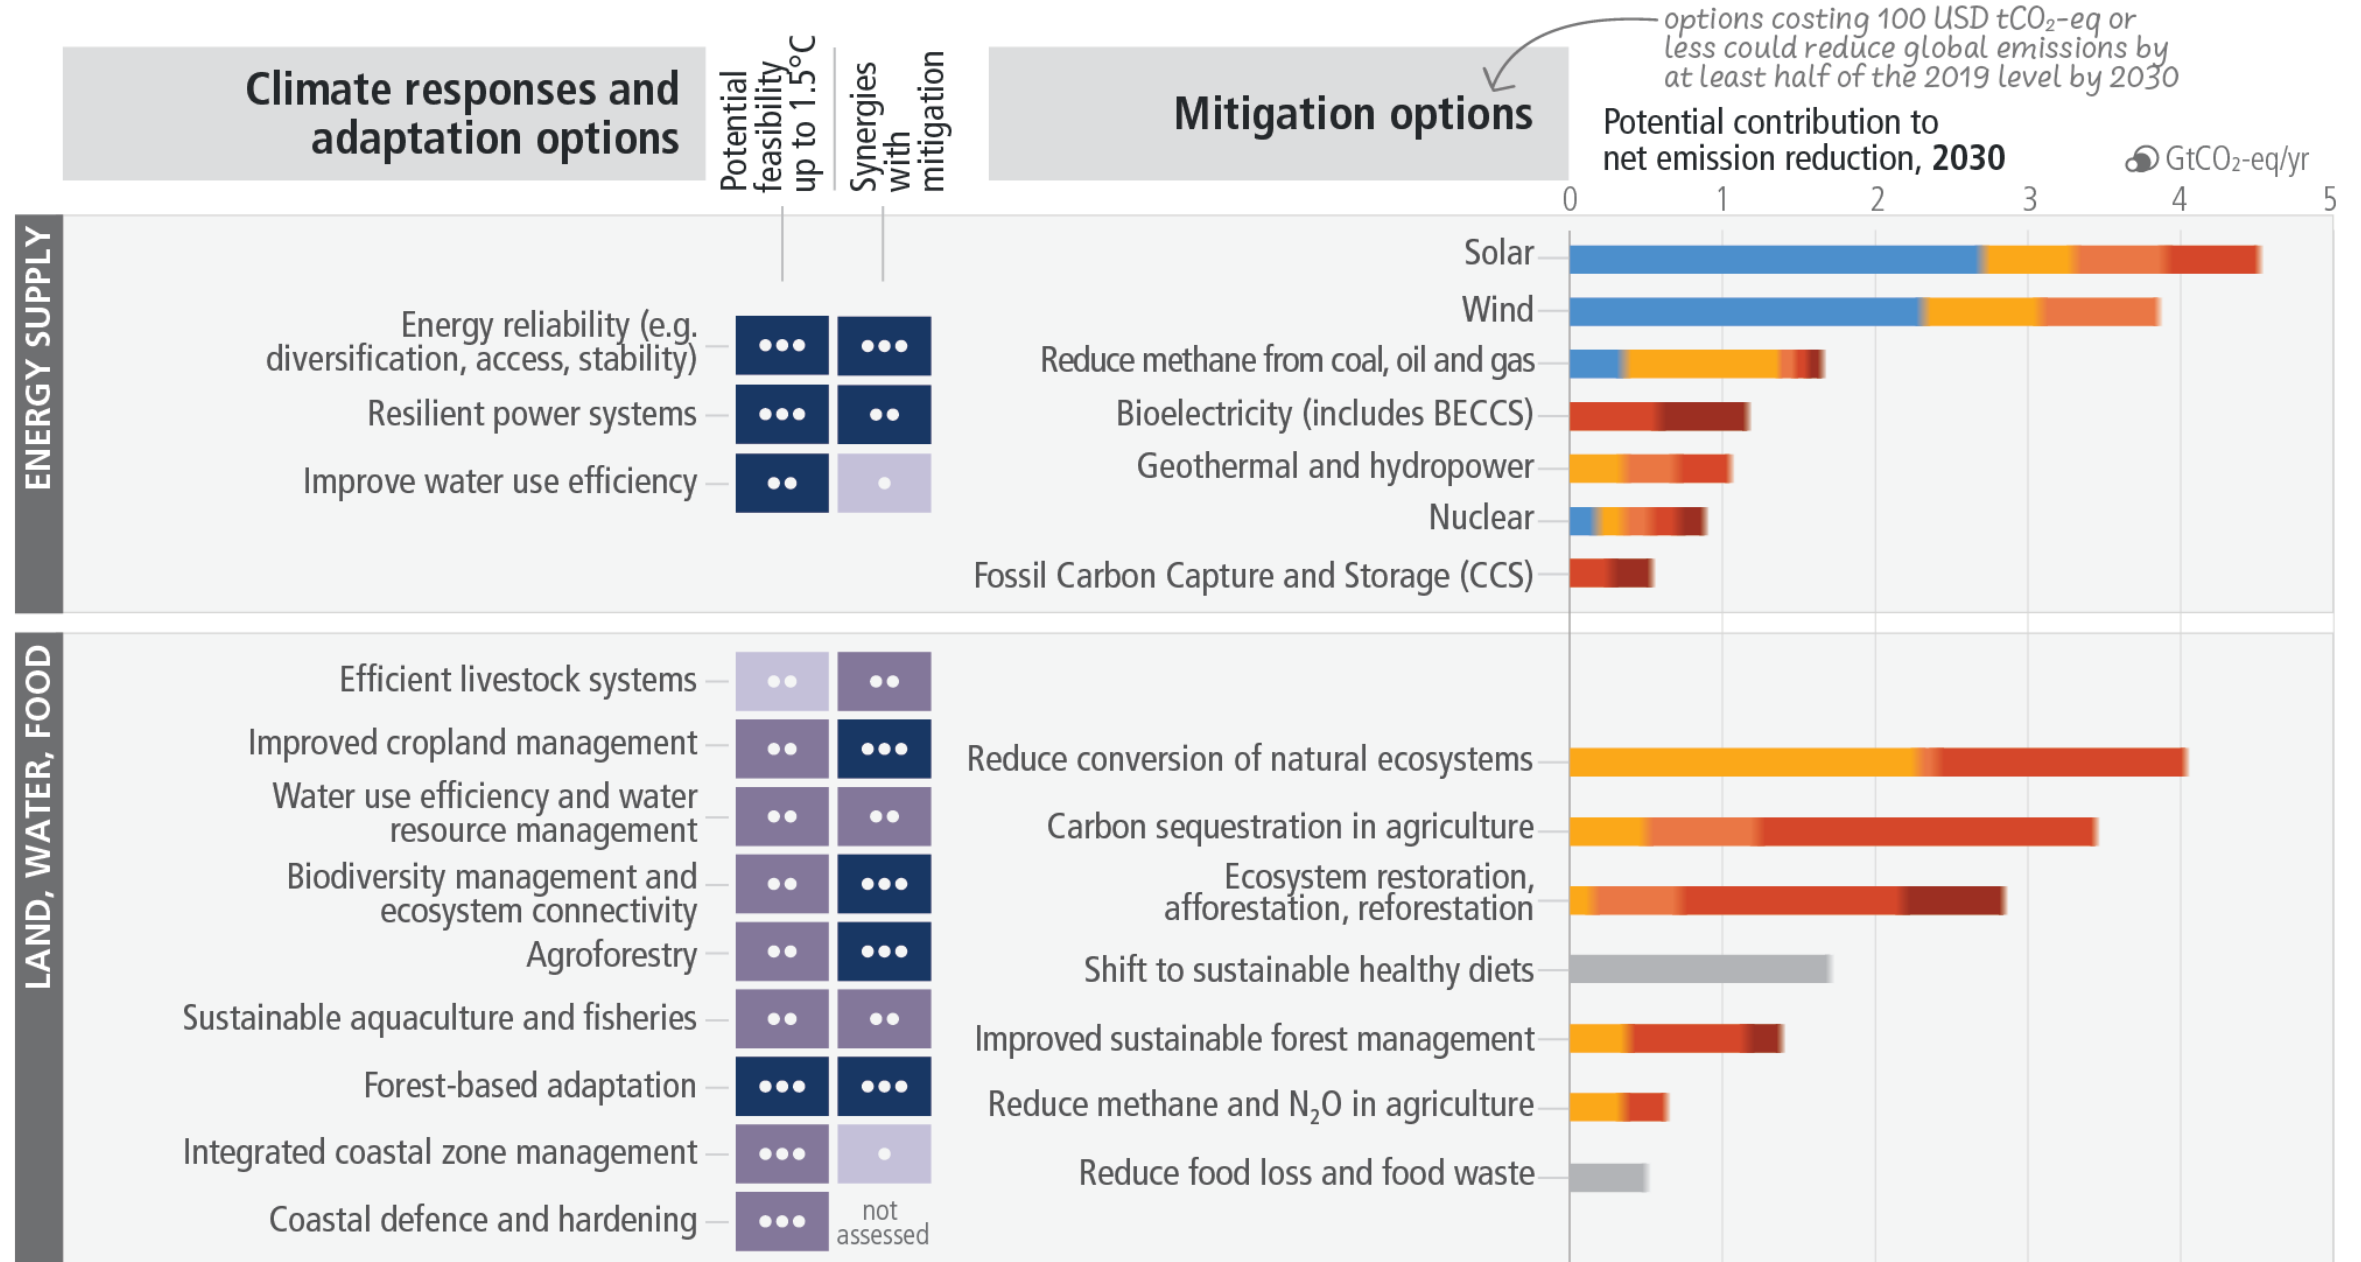 options costing 100 USD tCO₂-eq or
less could reduce global emissions by
at least half of the 2019 level by 2030
Climate responses and
adaptation options
Potential
feasibility
up to 1.5°C
Synergies
with
mitigation
Mitigation options
Potential contribution to
net emission reduction, 2030
GtCO₂-eq/yr
0 1 2 3 4 5
ENERGY SUPPLY
Energy reliability (e.g.
diversification, access, stability)
Resilient power systems
Improve water use efficiency
Solar
Wind
Reduce methane from coal, oil and gas
Bioelectricity (includes BECCS)
Geothermal and hydropower
Nuclear
Fossil Carbon Capture and Storage (CCS)
LAND, WATER, FOOD
Efficient livestock systems
Improved cropland management
Water use efficiency and water
resource management
Biodiversity management and
ecosystem connectivity
Agroforestry
Sustainable aquaculture and fisheries
Forest-based adaptation
Integrated coastal zone management
Coastal defence and hardening
not
assessed
Reduce conversion of natural ecosystems
Carbon sequestration in agriculture
Ecosystem restoration,
afforestation, reforestation
Shift to sustainable healthy diets
Improved sustainable forest management
Reduce methane and N₂O in agriculture
Reduce food loss and food waste